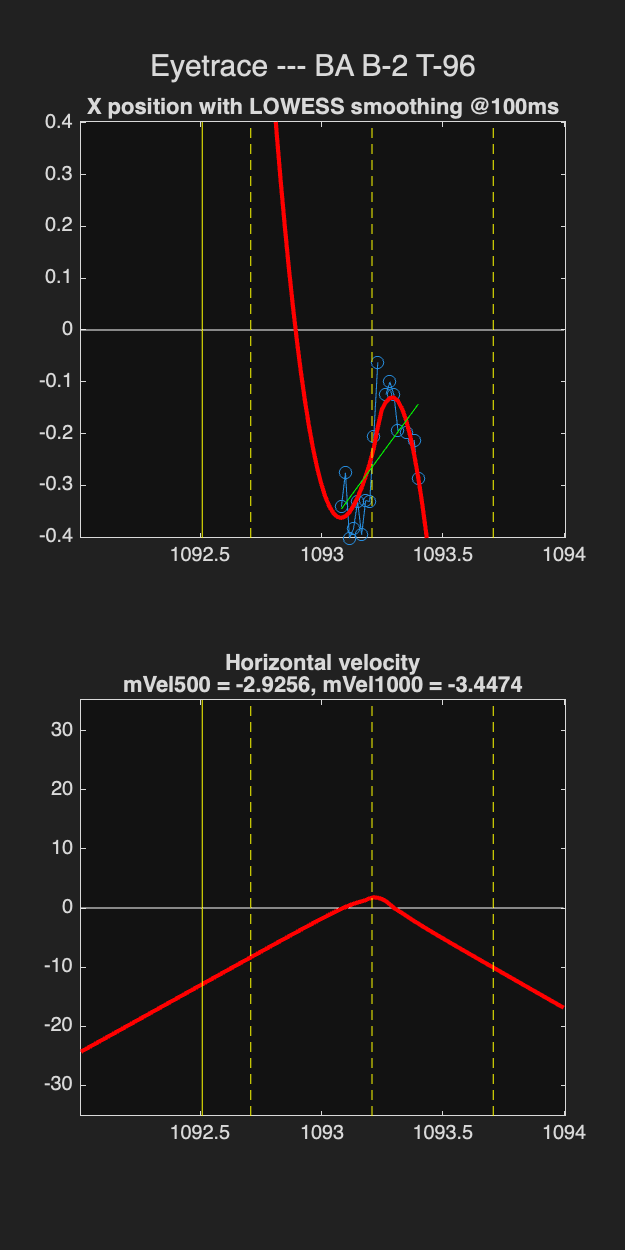 Eyetrace --- BA B-2 T-96
X position with LOWESS smoothing @100ms
0.4
0.3
0.2
0.1
0
-0.1
-0.2
-0.3
-0.4
1092.5 1093 1093.5 1094
Horizontal velocity
mVel500 = -2.9256, mVel1000 = -3.4474
30
20
10
0
-10
-20
-30
1092.5 1093 1093.5 1094